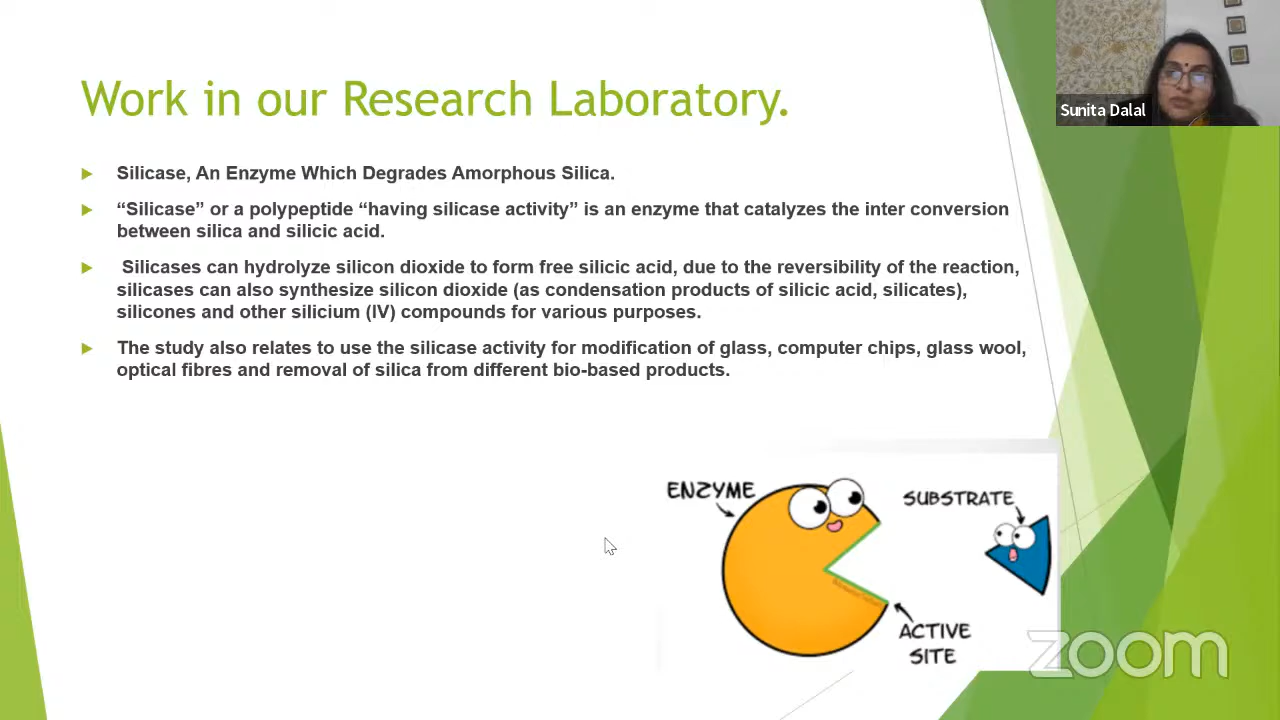 Work in our Research Laboratory.
Sunita Dalal
Silicase, An Enzyme Which Degrades Amorphous Silica.
“Silicase” or a polypeptide “having silicase activity” is an enzyme that catalyzes the inter conversion
between silica and silicic acid.
Silicases can hydrolyze silicon dioxide to form free silicic acid, due to the reversibility of the reaction,
silicases can also synthesize silicon dioxide (as condensation products of silicic acid, silicates),
silicones and other silicium (IV) compounds for various purposes.
The study also relates to use the silicase activity for modification of glass, computer chips, glass wool,
optical fibres and removal of silica from different bio-based products.
ENZYME
SUBSTRATE
ACTIVE
SITE
zoom